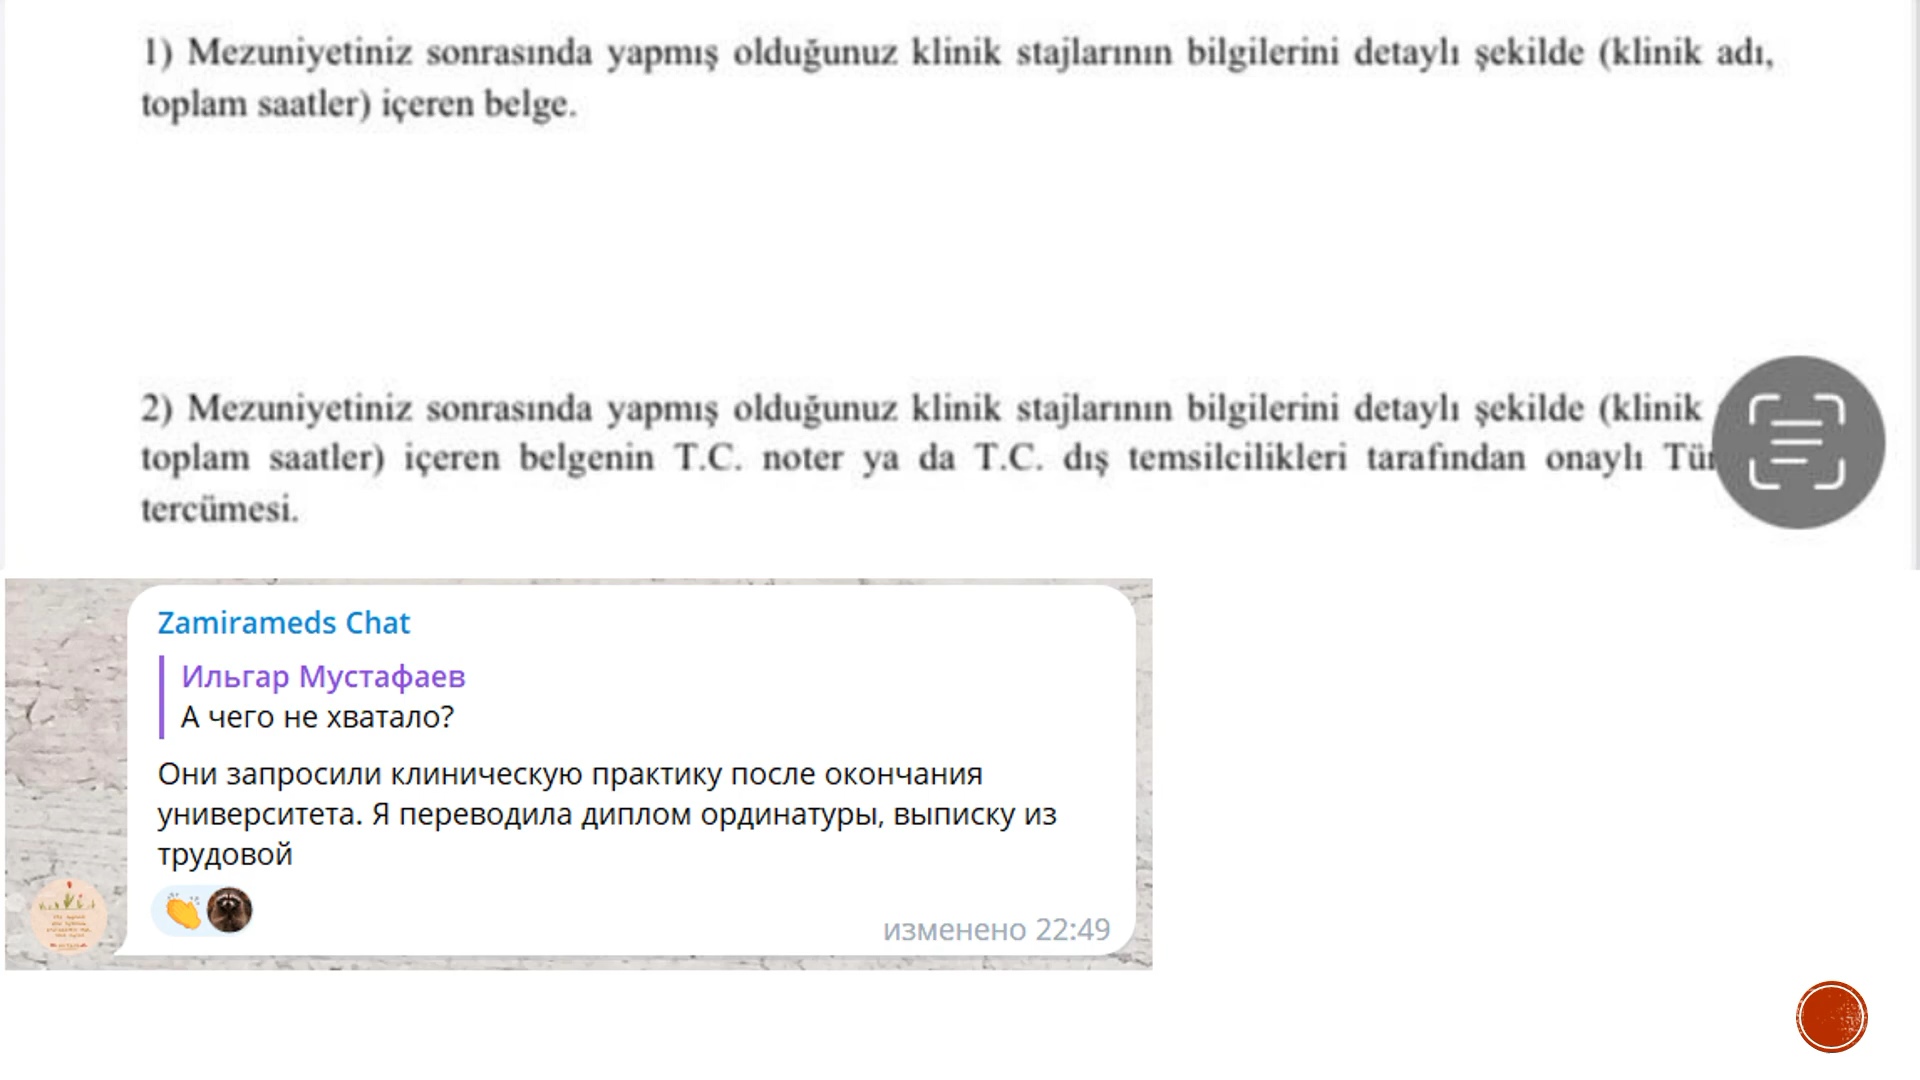 1) Mezuniyetiniz sonrasında yapmış olduğunuz klinik stajlarının bilgilerini detaylı şekilde (klinik adı,
toplam saatler) içeren belge.
2) Mezuniyetiniz sonrasında yapmış olduğunuz klinik stajlarının bilgilerini detaylı şekilde (klinik
toplam saatler) içeren belgenin T.C. noter ya da T.C. dış temsilcilikleri tarafından onaylı
tercümesi.
Zamirameds Chat
Ильгар Мустафаев
А чего не хватало?
Они запросили клиническую практику после окончания
университета. Я переводила диплом ординатуры, выписку из
трудовой
изменено 22:49